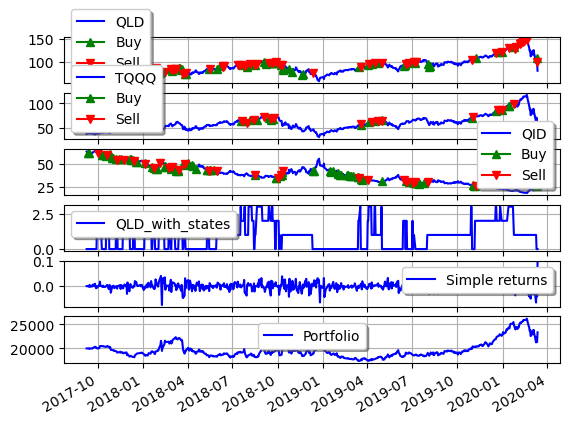 QLD
Buy
Sell
150
100
TQQQ
Buy
Sell
100
50
QID
Buy
Sell
50
25
QLD_with_states
2.5
0.0
Simple returns
0.1
0.0
Portfolio
25000
20000
2017-10 2018-01 2018-04 2018-07 2018-10 2019-01 2019-04 2019-07 2019-10 2020-01 2020-04